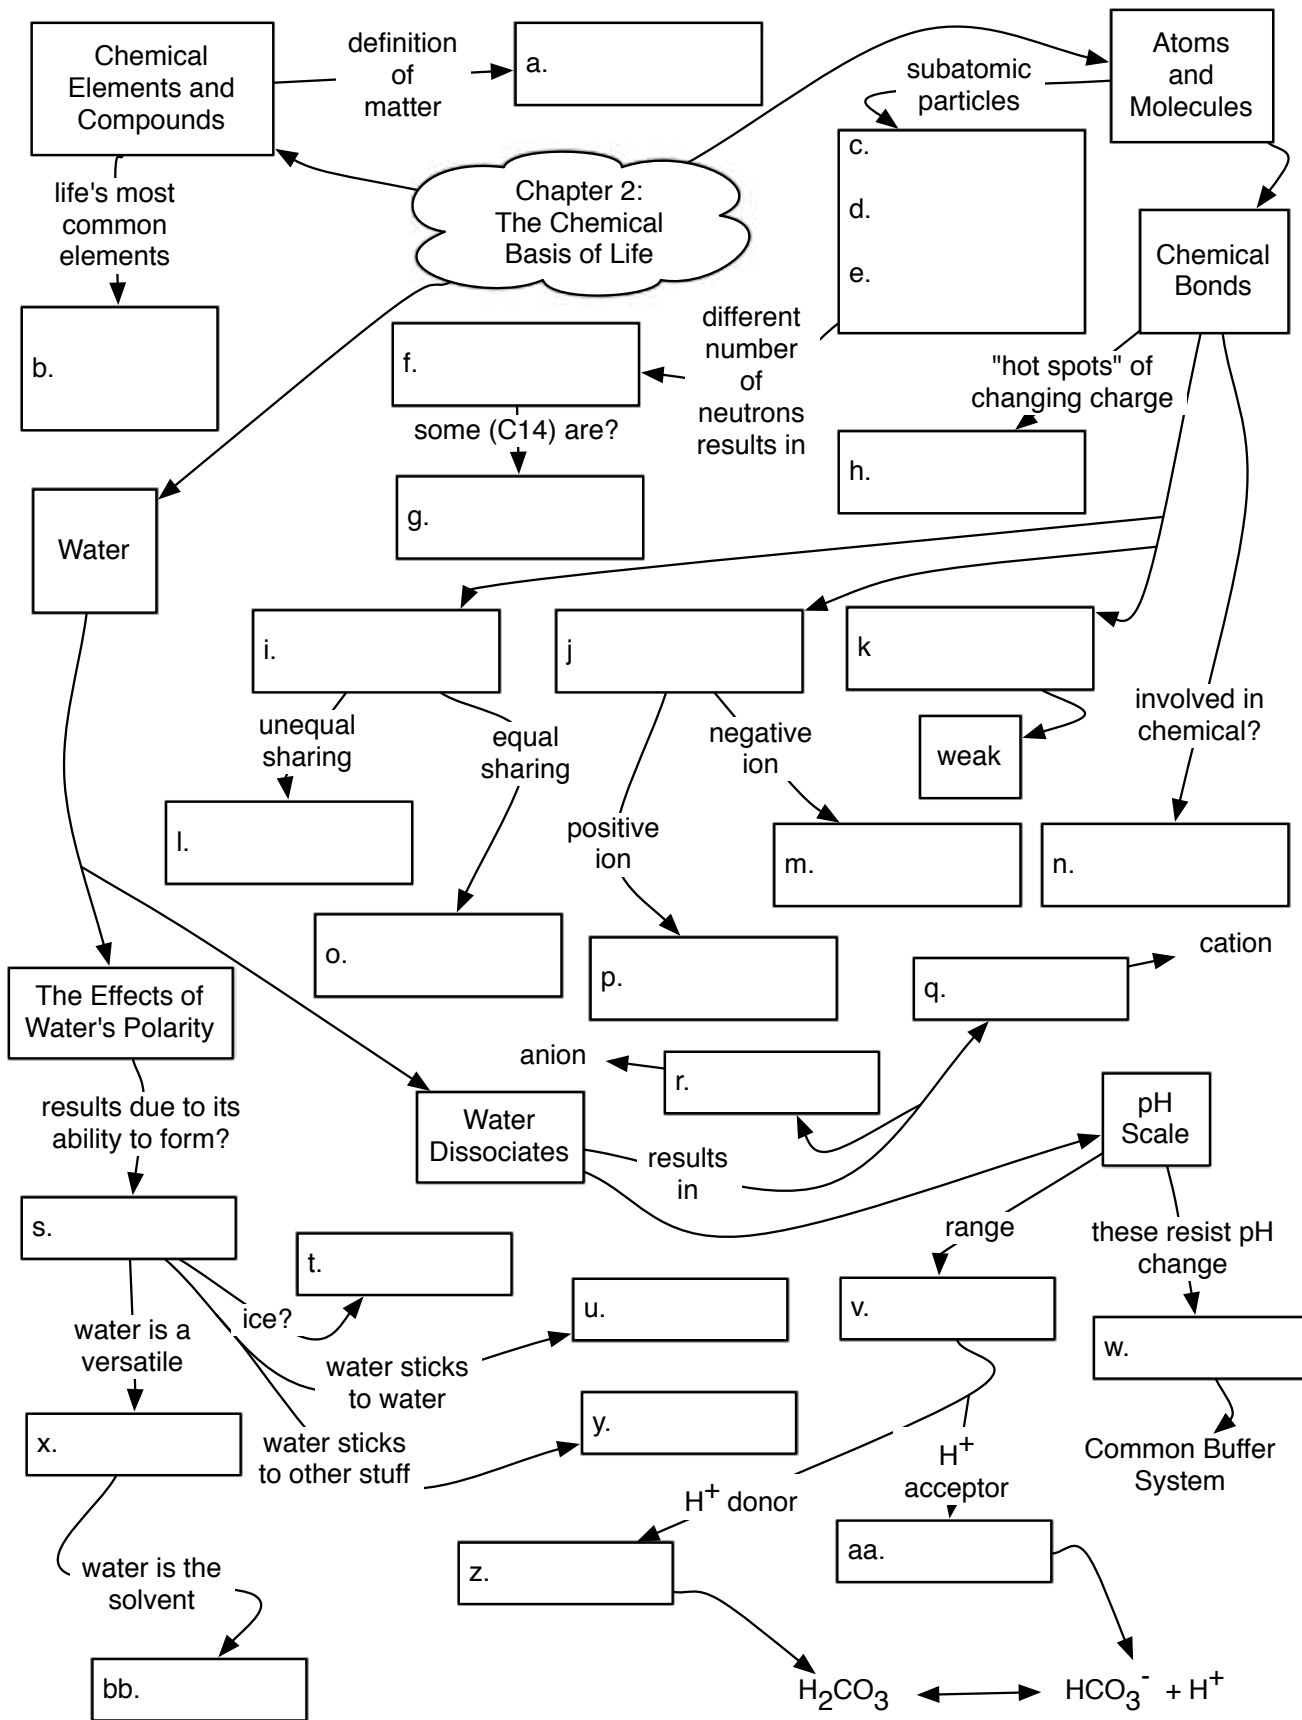 Chemical
Elements and
Compounds
definition
of
matter
a.
Atoms
and
Molecules
subatomic
particles
c.
d.
e.
Chapter 2:
The Chemical
Basis of Life
life's most
common
elements
b.
Chemical
Bonds
different
number
of
neutrons
results in
f.
some (C14) are?
g.
"hot spots" of
changing charge
h.
Water
i.
j
k
unequal
sharing
equal
sharing
negative
ion
weak
involved in
chemical?
l.
positive
ion
m.
n.
o.
p.
q.
cation
The Effects of
Water's Polarity
anion
r.
results due to its
ability to form?
Water
Dissociates
results
in
pH
Scale
s.
t.
range
these resist pH
change
ice?
u.
v.
w.
water is a
versatile
water sticks
to water
x.
water sticks
to other stuff
y.
H+
acceptor
Common Buffer
System
H+ donor
z.
aa.
water is the
solvent
bb.
H2CO3
HCO3- + H+